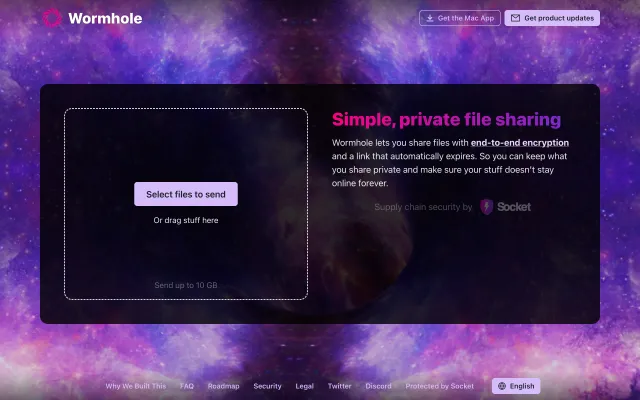 Wormhole
Get the Mac App
Get product updates
Select files to send
Or drag stuff here
Send up to 10 GB
Simple, private file sharing
Wormhole lets you share files with end-to-end encryption
and a link that automatically expires. So you can keep what
you share private and make sure your stuff doesn't stay
online forever.
Supply chain security by Socket
Why We Built This FAQ Roadmap Security Legal Twitter Discord Protected by Socket English